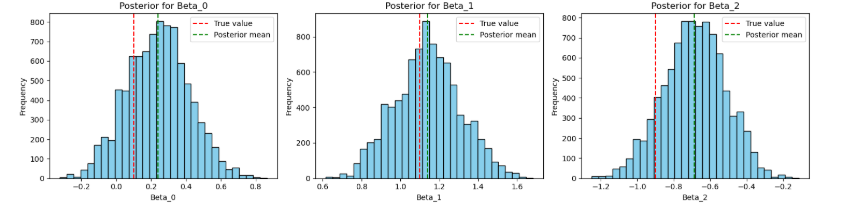 Posterior for Beta_0
True value
Posterior mean
Frequency
800
700
600
500
400
300
200
100
0
−0.2 0.0 0.2 0.4 0.6 0.8
Beta_0
Posterior for Beta_1
True value
Posterior mean
Frequency
800
600
400
200
0
0.6 0.8 1.0 1.2 1.4 1.6
Beta_1
Posterior for Beta_2
True value
Posterior mean
Frequency
800
700
600
500
400
300
200
100
0
−1.2 −1.0 −0.8 −0.6 −0.4 −0.2
Beta_2